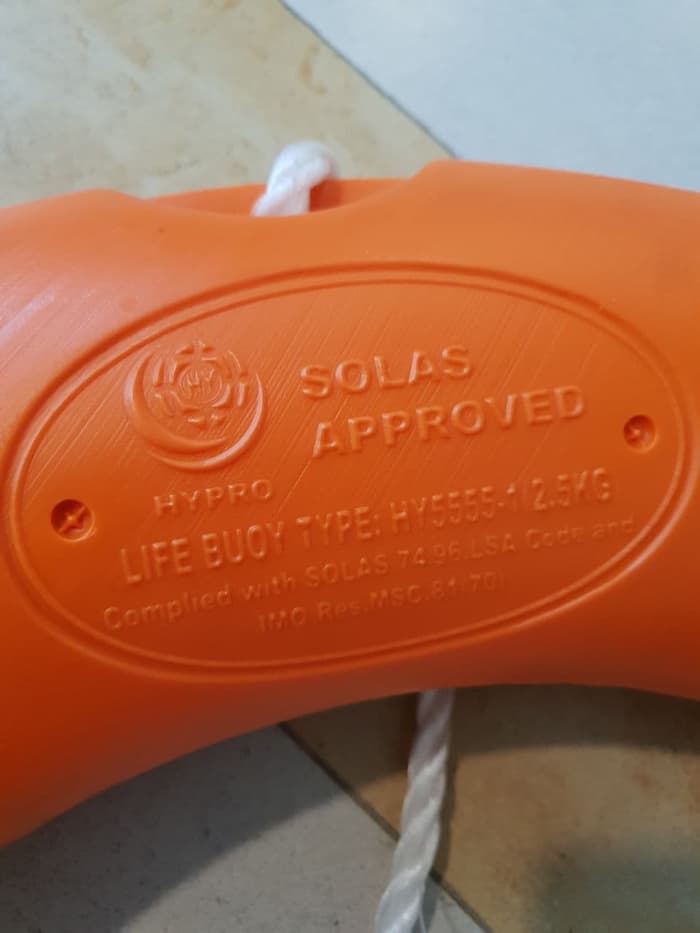 HY
SOLAS
APPROVED
HYPRO
LIFE BUOY TYPE: HY5555-1/2.5KG
Complied with SOLAS 74.96.LSA Code and
IMO Res.MSC.81(70)